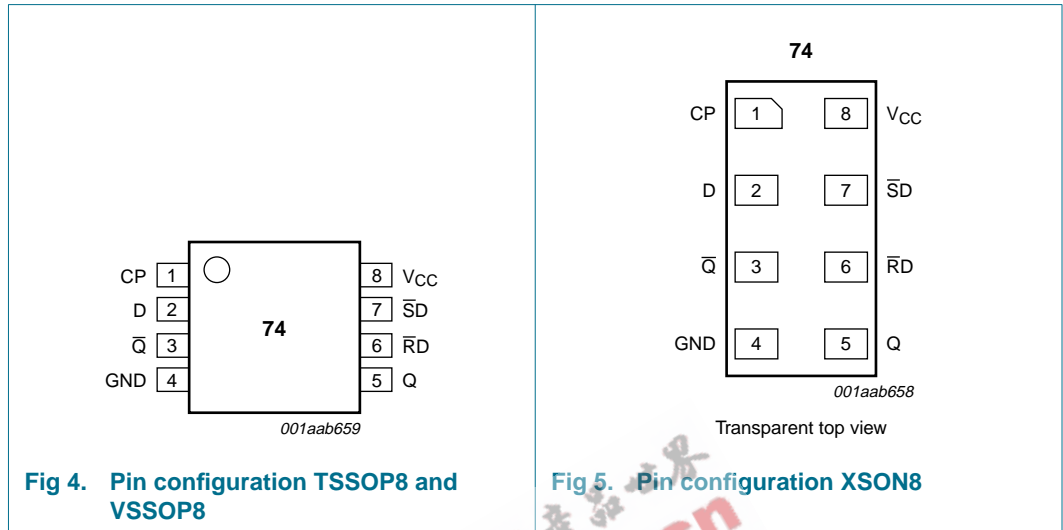 CP 1 8 VCC
D 2 7 S̅D
Q̅ 3 74 6 R̅D
GND 4 5 Q
001aab659
Fig 4. Pin configuration TSSOP8 and
VSSOP8
74
CP 1 8 VCC
D 2 7 S̅D
Q̅ 3 6 R̅D
GND 4 5 Q
001aab658
Transparent top view
Fig 5. Pin configuration XSON8